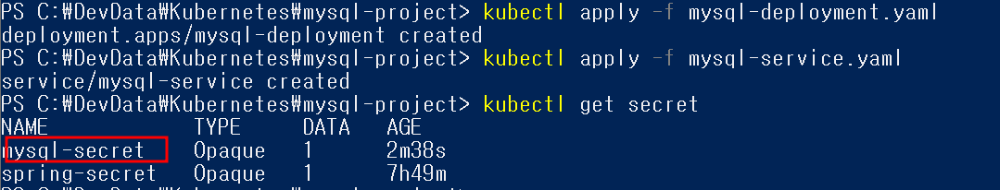 PS C:₩DevData₩Kubernetes₩mysql-project> kubectl apply -f mysql-deployment.yaml
deployment.apps/mysql-deployment created
PS C:₩DevData₩Kubernetes₩mysql-project> kubectl apply -f mysql-service.yaml
service/mysql-service created
PS C:₩DevData₩Kubernetes₩mysql-project> kubectl get secret
NAME TYPE DATA AGE
mysql-secret Opaque 1 2m38s
spring-secret Opaque 1 7h49m